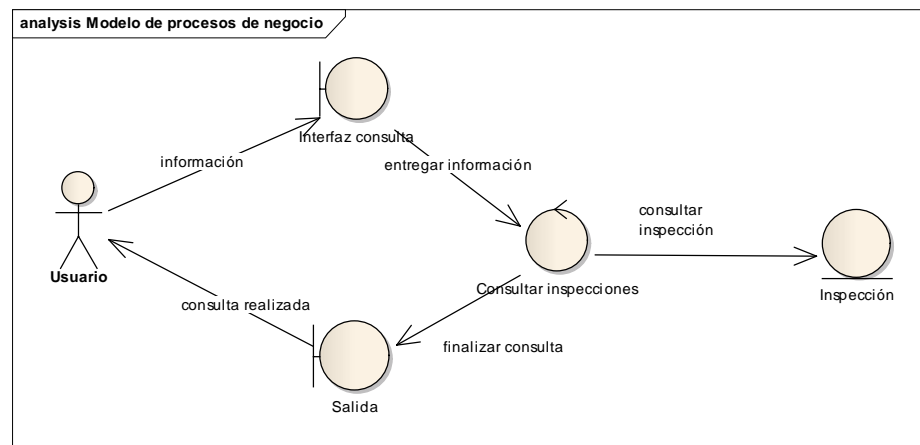 analysis Modelo de procesos de negocio
Interfaz consulta
información
entregar información
consultar
inspección
Usuario
Consultar inspecciones
Inspección
consulta realizada
finalizar consulta
Salida